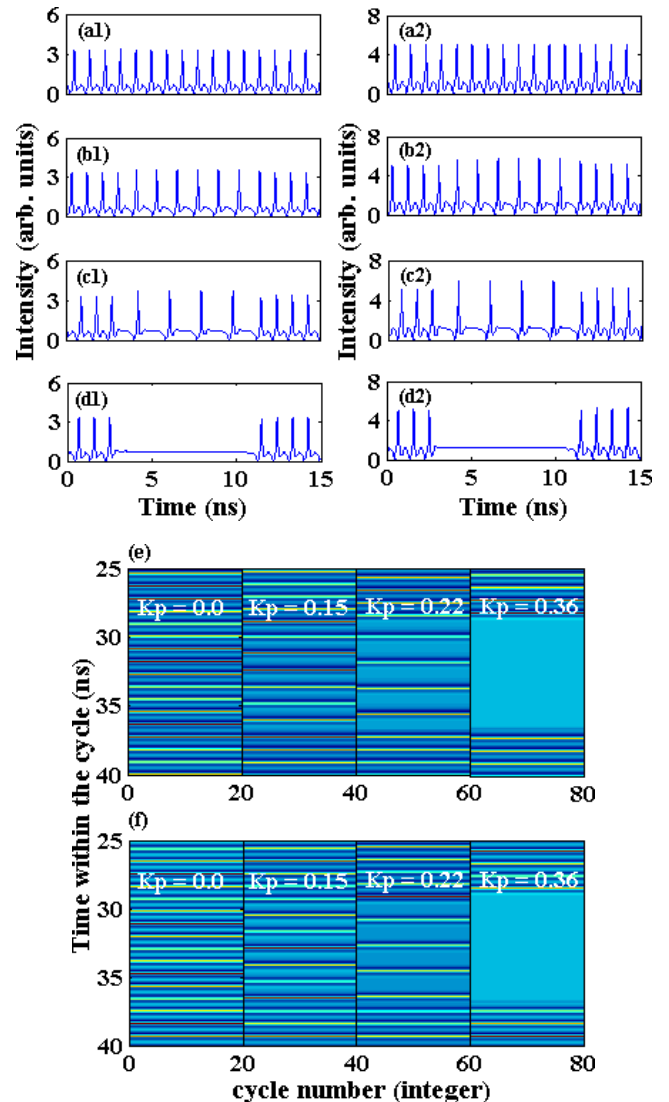 6 (a1) 8 (a2)
3 4
0 0
6 (b1) 8 (b2)
3 4
0 0
6 (c1) 8 (c2)
3 4
0 0
6 (d1) 8 (d2)
3 4
0 0
0 5 10 15 0 5 10 15
Time (ns) Time (ns)
Intensity (arb. units)
Intensity (arb. units)
(e)
25
Kp = 0.0 Kp = 0.15 Kp = 0.22 Kp = 0.36
30
35
40
0 20 40 60 80
(f)
25
Kp = 0.0 Kp = 0.15 Kp = 0.22 Kp = 0.36
30
35
40
0 20 40 60 80
Time within the cycle (ns)
cycle number (integer)